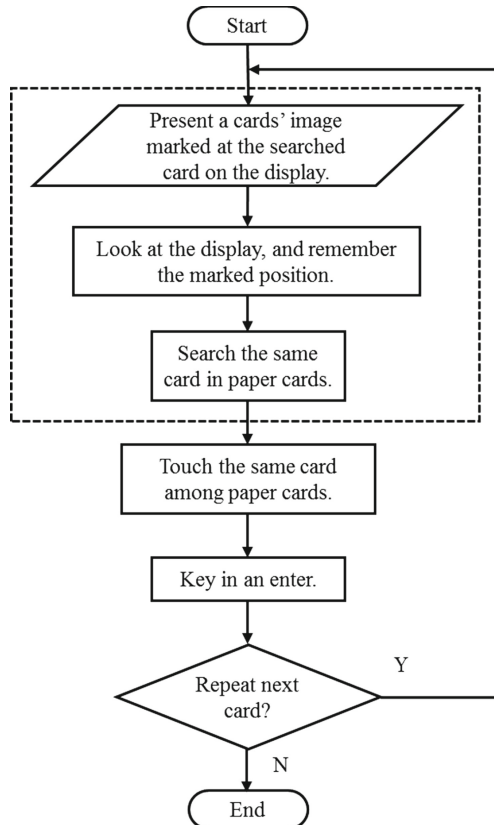 Start
Present a cards’ image
marked at the searched
card on the display.
Look at the display, and remember
the marked position.
Search the same
card in paper cards.
Touch the same card
among paper cards.
Key in an enter.
Repeat next
card?
Y
N
End